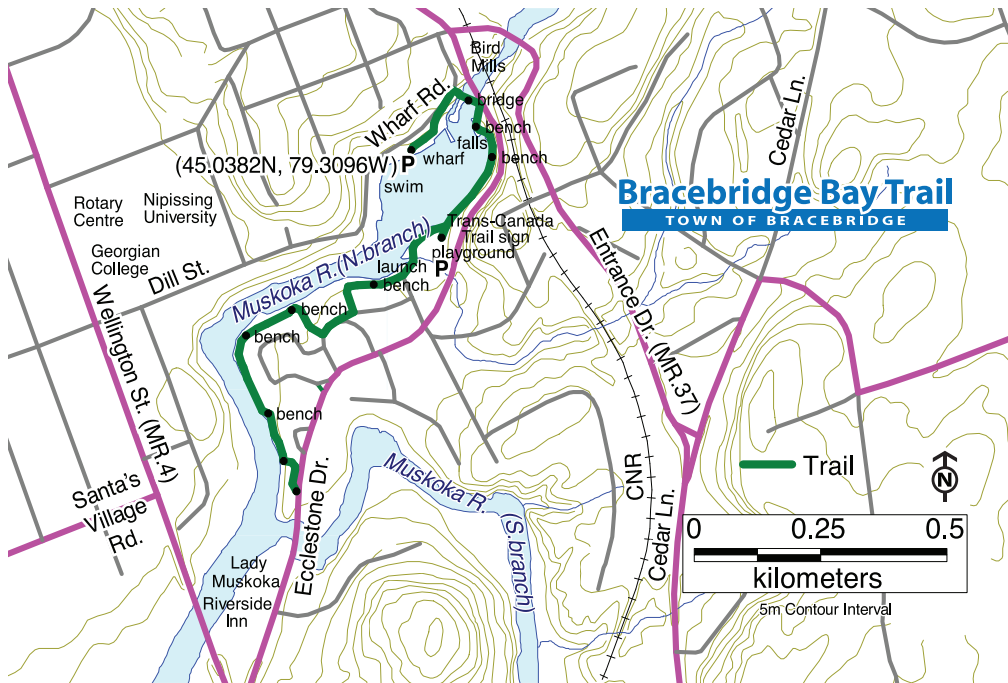 Bird
Mills
bridge
Wharf Rd.
bench
falls
bench
wharf
(45.0382N, 79.3096W) P
swim
Cedar Ln.
Bracebridge Bay Trail
TOWN OF BRACEBRIDGE
Rotary
Centre
Nipissing
University
Georgian
College
Dill St.
Muskoka R.(N·branch)
Trans-Canada
Trail sign
playground
launch
P
bench
bench
bench
bench
Entrance Dr. (MR.37)
Wellington St. (MR.4)
Santa's
Village
Rd.
Ecclestone Dr.
Muskoka R.
(S.branch)
CNR
Cedar Ln.
Lady
Muskoka
Riverside
Inn
Trail
N
0 0.25 0.5
kilometers
5m Contour Interval